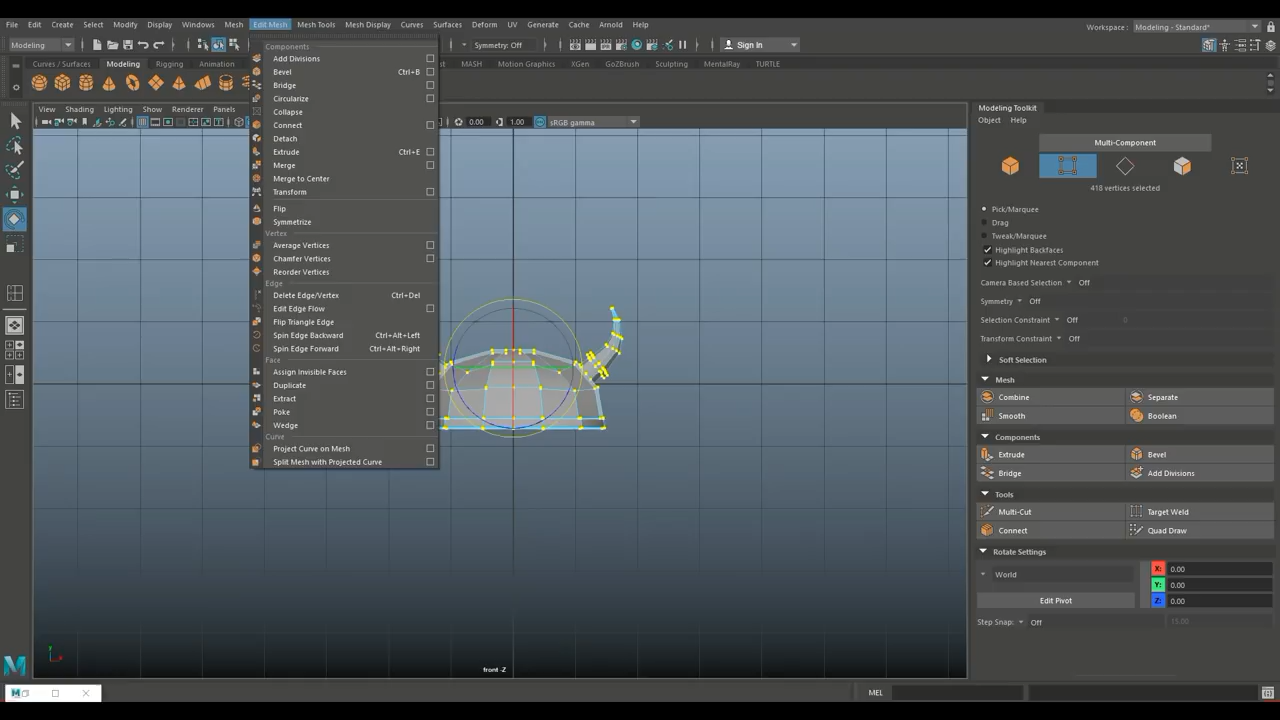 File Edit Create Select Modify Display Windows Mesh Edit Mesh Mesh Tools Mesh Display Curves Surfaces Deform UV Generate Cache Arnold Help
Workspace : Modeling - Standard*
Modeling
Symmetry: Off
Sign In
Curves / Surfaces Modeling Rigging Animation
MASH Motion Graphics XGen GoZBrush Sculpting MentalRay TURTLE
View Shading Lighting Show Renderer Panels
0.00 1.00 sRGB gamma
Components
Add Divisions
Bevel Ctrl+B
Bridge
Circularize
Collapse
Connect
Detach
Extrude Ctrl+E
Merge
Merge to Center
Transform
Flip
Symmetrize
Vertex
Average Vertices
Chamfer Vertices
Reorder Vertices
Edge
Delete Edge/Vertex Ctrl+Del
Edit Edge Flow
Flip Triangle Edge
Spin Edge Backward Ctrl+Alt+Left
Spin Edge Forward Ctrl+Alt+Right
Face
Assign Invisible Faces
Duplicate
Extract
Poke
Wedge
Curve
Project Curve on Mesh
Split Mesh with Projected Curve
front -Z
Modeling Toolkit
Object Help
Multi-Component
418 vertices selected
Pick/Marquee
Drag
Tweak/Marquee
Highlight Backfaces
Highlight Nearest Component
Camera Based Selection Off
Symmetry Off
Selection Constraint Off 0
Transform Constraint Off
Soft Selection
Mesh
Combine Separate
Smooth Boolean
Components
Extrude Bevel
Bridge Add Divisions
Tools
Multi-Cut Target Weld
Connect Quad Draw
Rotate Settings
World
X: 0.00
Y: 0.00
Z: 0.00
Edit Pivot
Step Snap: Off 15.00
MEL